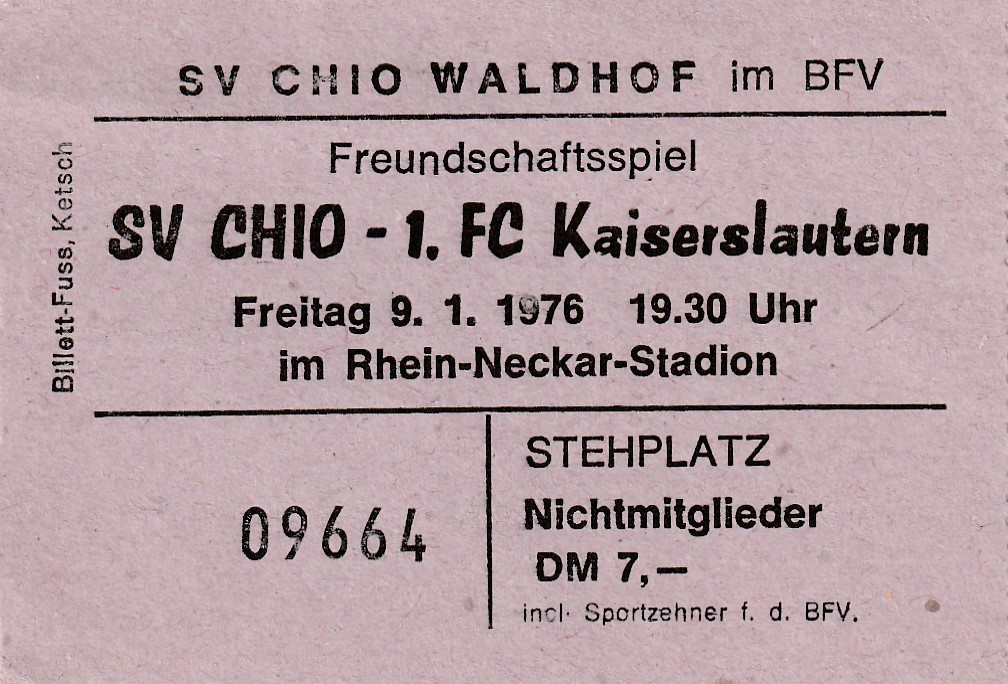 SV CHIO WALDHOF im BFV
Freundschaftsspiel
SV CHIO - 1. FC Kaiserslautern
Freitag 9. 1. 1976 19.30 Uhr
im Rhein-Neckar-Stadion
Billett-Fuss, Ketsch
09664
STEHPLATZ
Nichtmitglieder
DM 7,—
incl. Sportzehner f. d. BFV.